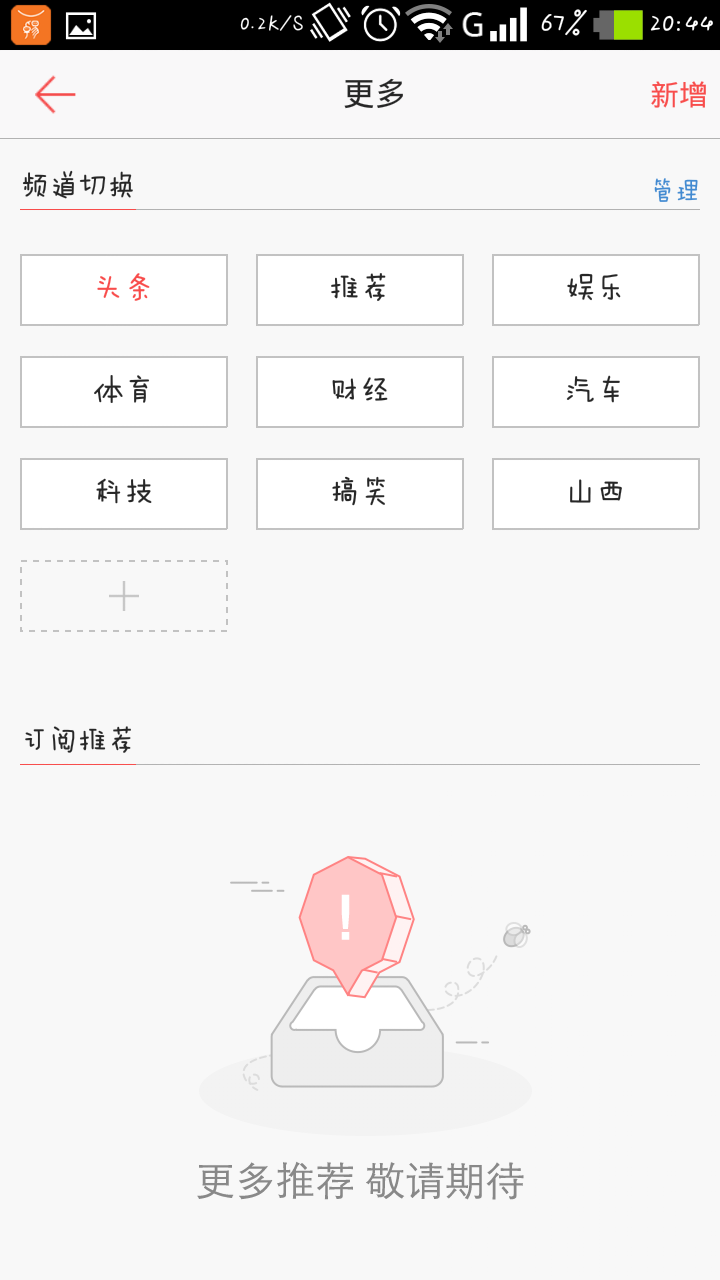 0.2K/S G 67% 20:44
更多 新增
频道切换 管理
头条 推荐 娱乐
体育 财经 汽车
科技 搞笑 山西
订阅推荐
!
更多推荐 敬请期待